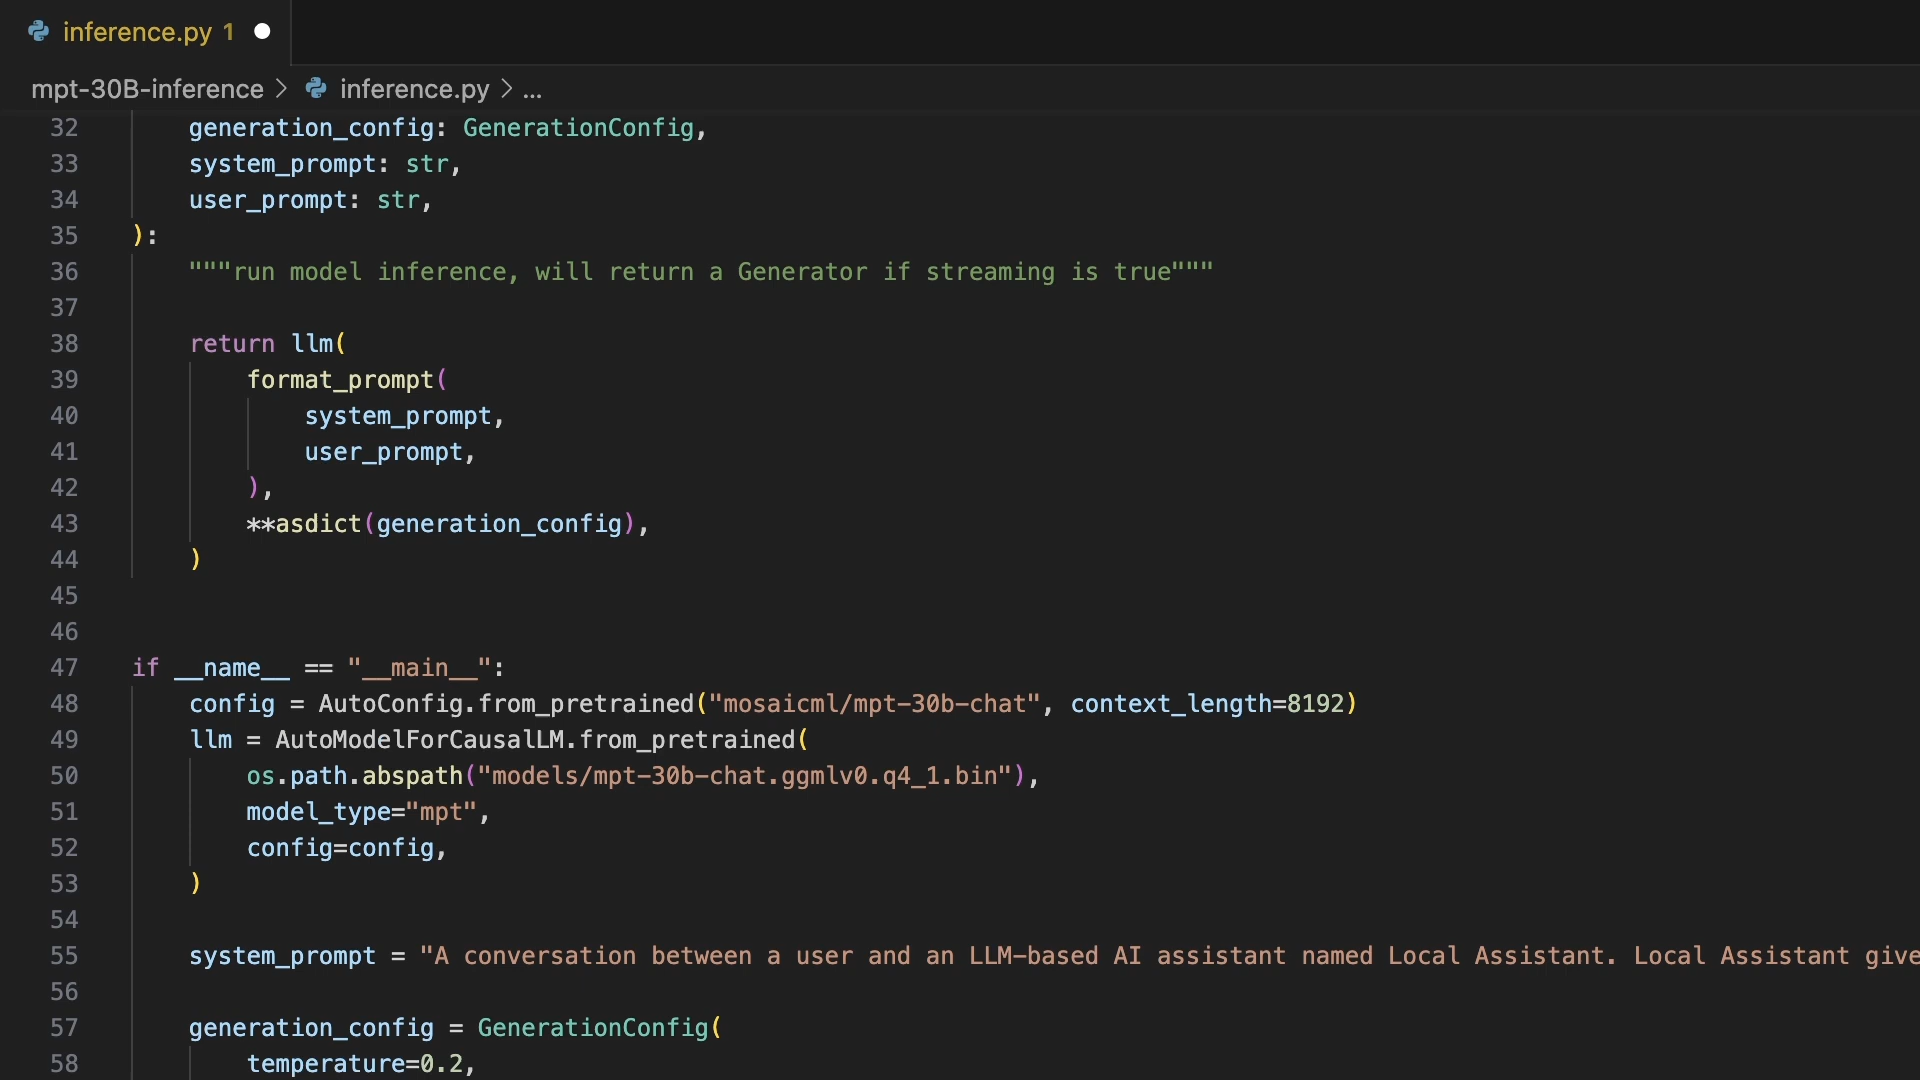 inference.py 1
mpt-30B-inference > inference.py > ...
32 generation_config: GenerationConfig,
33 system_prompt: str,
34 user_prompt: str,
35 ):
36 """run model inference, will return a Generator if streaming is true"""
37
38 return llm(
39 format_prompt(
40 system_prompt,
41 user_prompt,
42 ),
43 **asdict(generation_config),
44 )
45
46
47 if __name__ == "__main__":
48 config = AutoConfig.from_pretrained("mosaicml/mpt-30b-chat", context_length=8192)
49 llm = AutoModelForCausalLM.from_pretrained(
50 os.path.abspath("models/mpt-30b-chat.ggmlv0.q4_1.bin"),
51 model_type="mpt",
52 config=config,
53 )
54
55 system_prompt = "A conversation between a user and an LLM-based AI assistant named Local Assistant. Local Assistant give
56
57 generation_config = GenerationConfig(
58 temperature=0.2,